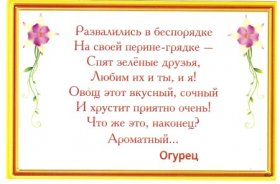 Развалились в беспорядке
На своей перине-грядке —
Спят зелёные друзья,
Любим их и ты, и я!
Овощ этот вкусный, сочный
И хрустит приятно очень!
Что же это, наконец?
Ароматный...
Огурец